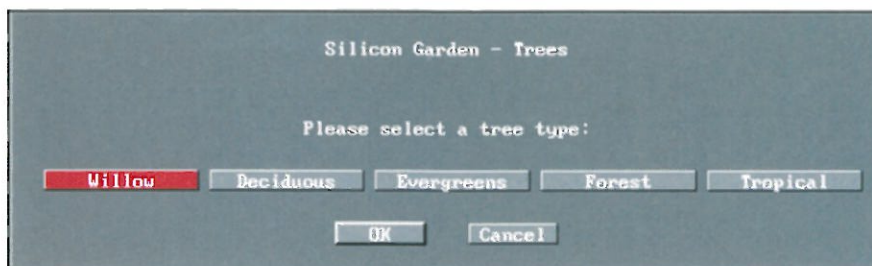 Silicon Garden - Trees
Please select a tree type:
Willow Deciduous Evergreens Forest Tropical
OK Cancel